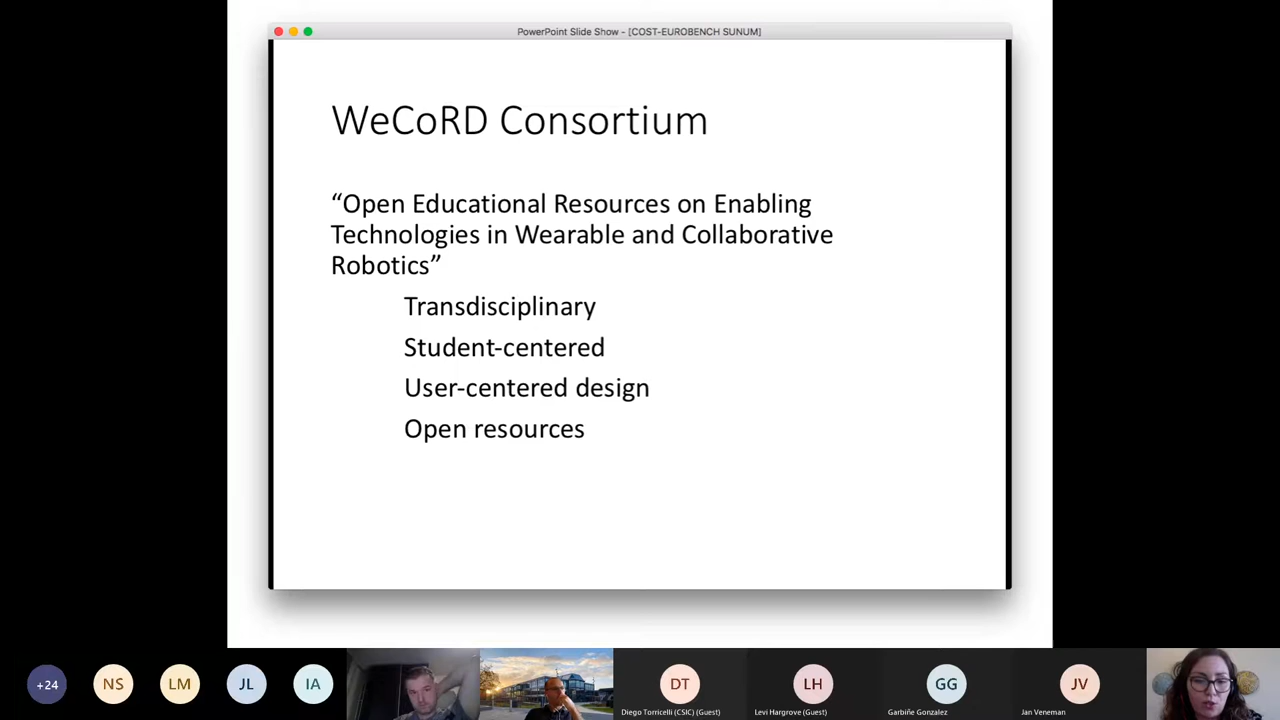 PowerPoint Slide Show - [COST-EUROBENCH SUNUM]
WeCoRD Consortium
“Open Educational Resources on Enabling
Technologies in Wearable and Collaborative
Robotics”
Transdisciplinary
Student-centered
User-centered design
Open resources
+24
NS
LM
JL
IA
DT
LH
GG
JV
Diego Torricelli (CSIC) (Guest)
Levi Hargrove (Guest)
Garbiñe Gonzalez
Jan Veneman